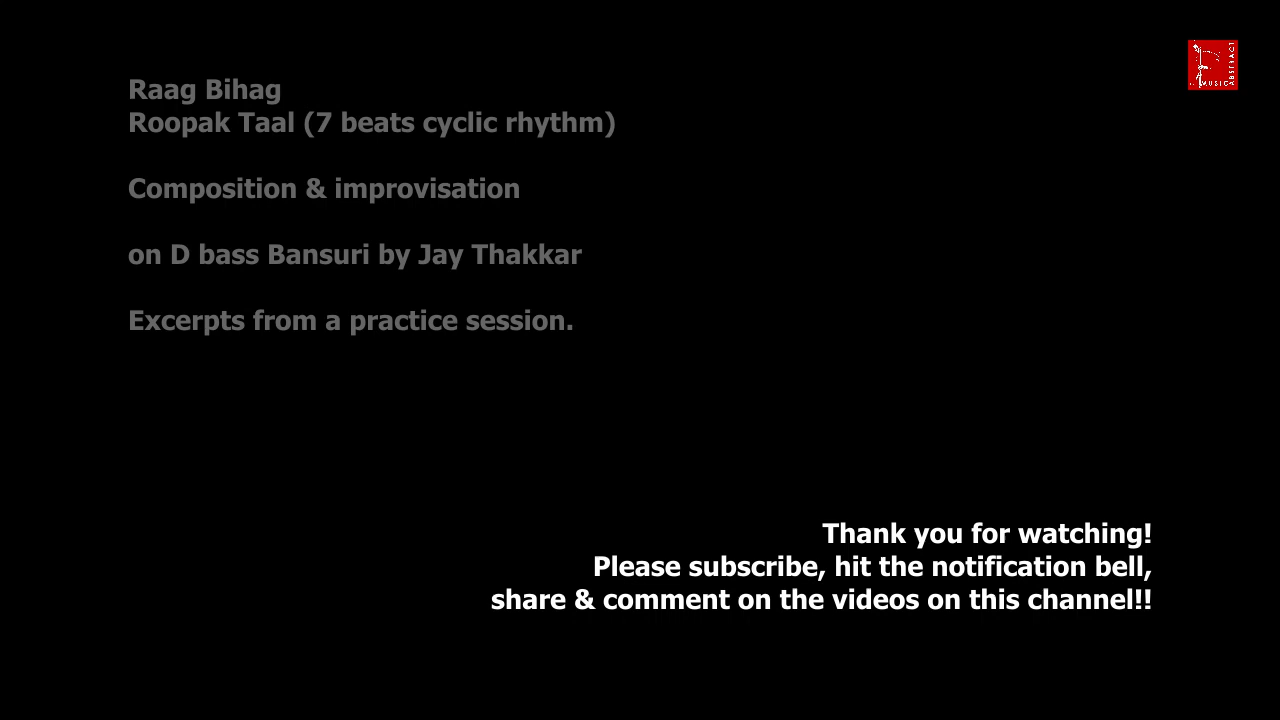 Raag Bihag
Roopak Taal (7 beats cyclic rhythm)
Composition & improvisation
on D bass Bansuri by Jay Thakkar
Excerpts from a practice session.
MUSIC
ABSTRACT
Thank you for watching!
Please subscribe, hit the notification bell,
share & comment on the videos on this channel!!